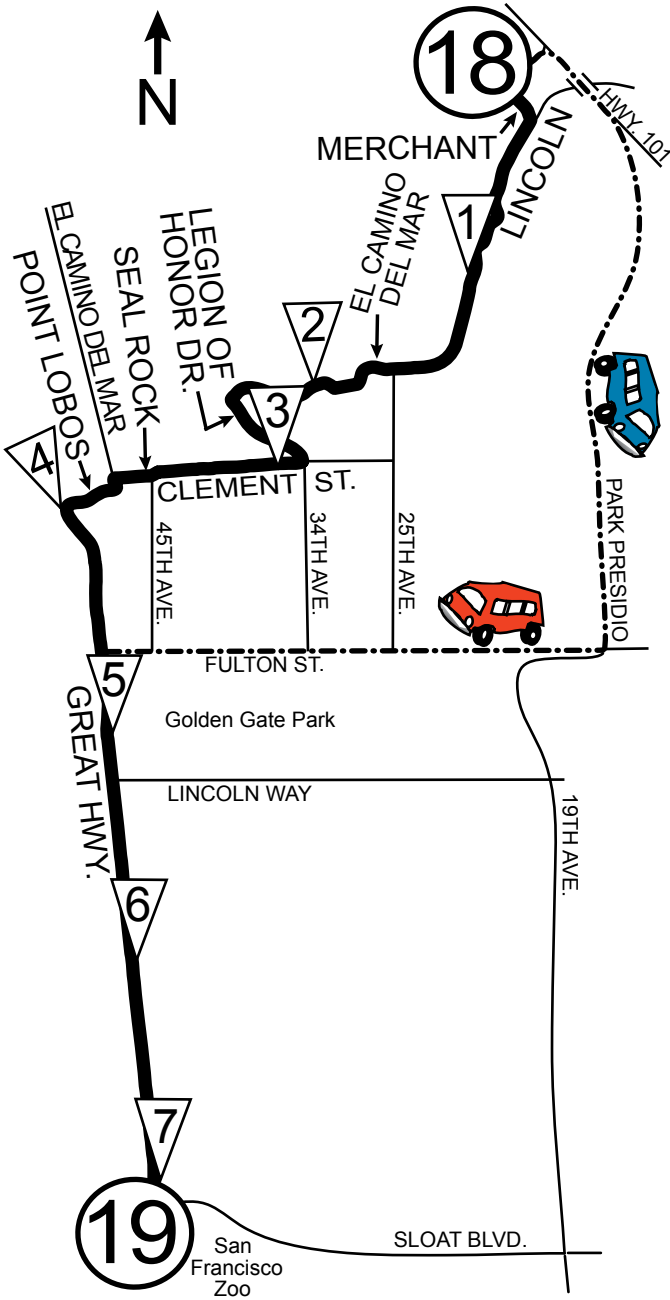 18
N
HWY. 101
MERCHANT
LINCOLN
1
EL CAMINO
DEL MAR
LEGION OF
HONOR DR.
EL CAMINO DEL MAR
SEAL ROCK
POINT LOBOS
2
3
4
CLEMENT ST.
45TH AVE.
34TH AVE.
25TH AVE.
PARK PRESIDIO
FULTON ST.
5
Golden Gate Park
GREAT HWY.
LINCOLN WAY
19TH AVE.
6
7
19
San
Francisco
Zoo
SLOAT BLVD.